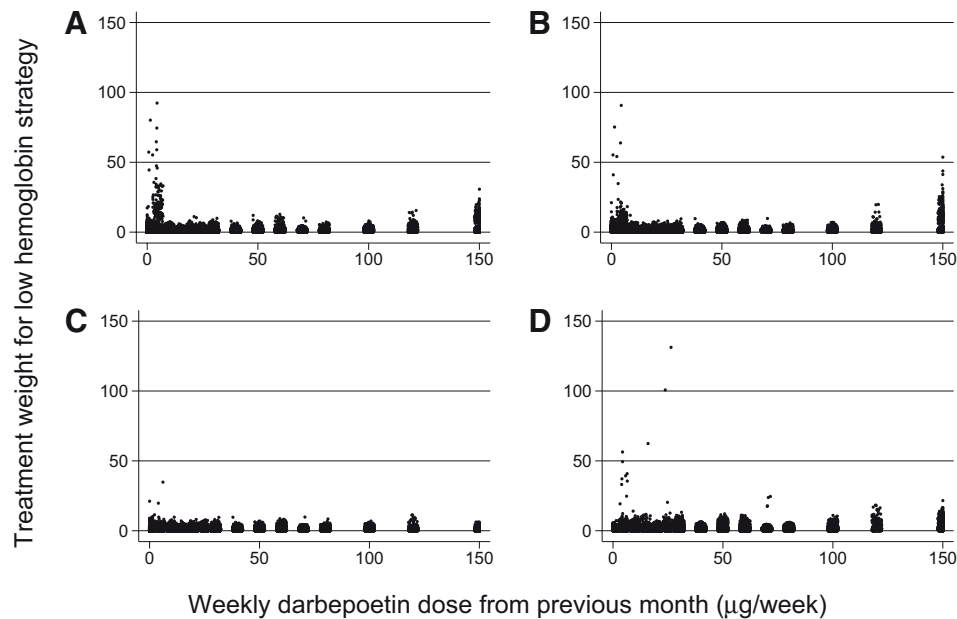 Treatment weight for low hemoglobin strategy
A
150
100
50
0
0 50 100 150
B
150
100
50
0
0 50 100 150
C
150
100
50
0
0 50 100 150
D
150
100
50
0
0 50 100 150
Weekly darbepoetin dose from previous month (μg/week)